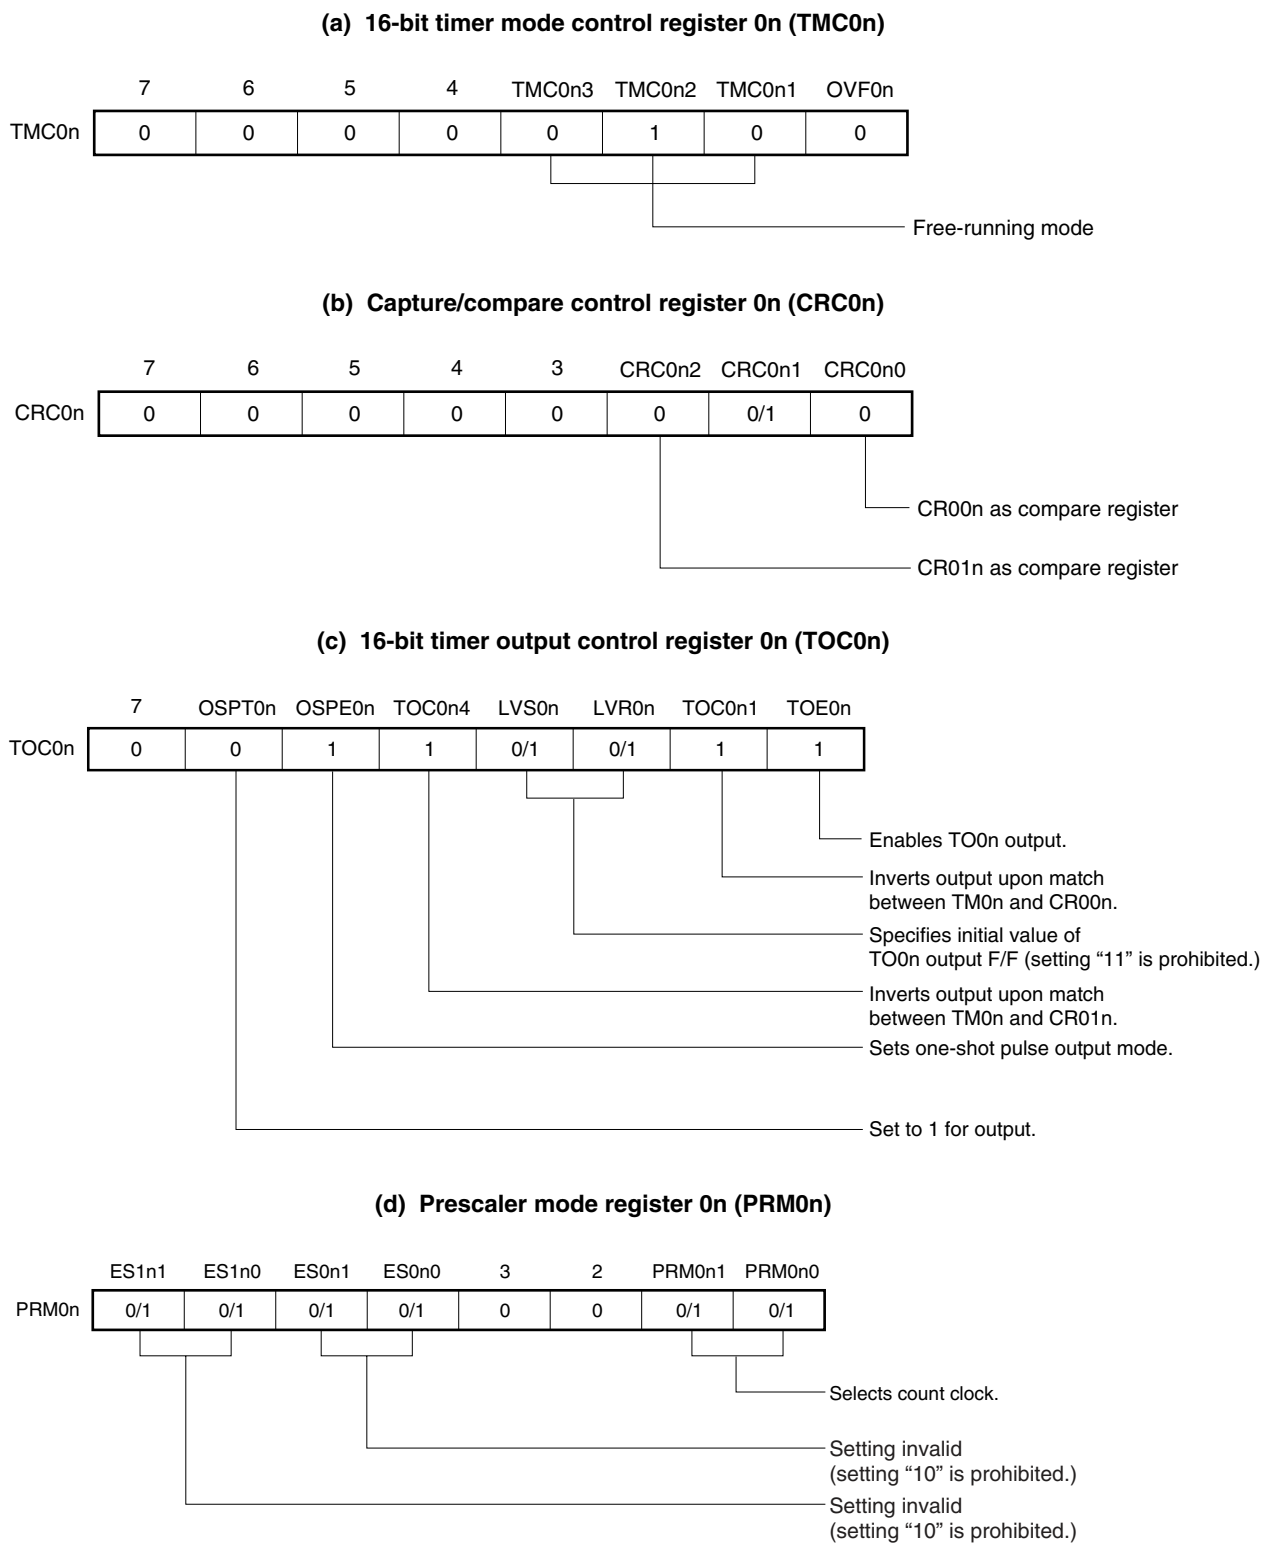 (a) 16-bit timer mode control register 0n (TMC0n)
7 6 5 4 TMC0n3 TMC0n2 TMC0n1 OVF0n
TMC0n 0 0 0 0 0 1 0 0
Free-running mode
(b) Capture/compare control register 0n (CRC0n)
7 6 5 4 3 CRC0n2 CRC0n1 CRC0n0
CRC0n 0 0 0 0 0 0 0/1 0
CR00n as compare register
CR01n as compare register
(c) 16-bit timer output control register 0n (TOC0n)
7 OSPT0n OSPE0n TOC0n4 LVS0n LVR0n TOC0n1 TOE0n
TOC0n 0 0 1 1 0/1 0/1 1 1
Enables TO0n output.
Inverts output upon match
between TM0n and CR00n.
Specifies initial value of
TO0n output F/F (setting “11” is prohibited.)
Inverts output upon match
between TM0n and CR01n.
Sets one-shot pulse output mode.
Set to 1 for output.
(d) Prescaler mode register 0n (PRM0n)
ES1n1 ES1n0 ES0n1 ES0n0 3 2 PRM0n1 PRM0n0
PRM0n 0/1 0/1 0/1 0/1 0 0 0/1 0/1
Selects count clock.
Setting invalid
(setting “10” is prohibited.)
Setting invalid
(setting “10” is prohibited.)